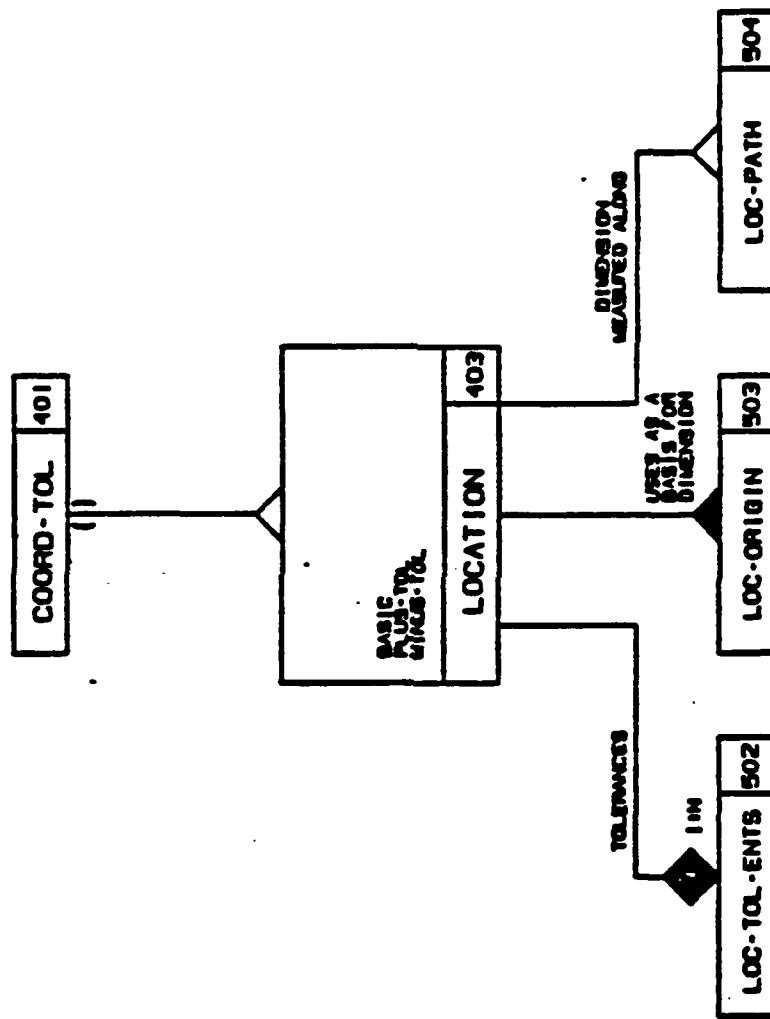 COORD-TOL 401
BASIC
PLUS-TOL
MINUS-TOL
LOCATION 403
TOLERANCES
USES AS A
BASIS FOR
DIMENSION
DIMENSION
MEASURED ALONG
LOC-TOL-ENTS 502
LOC-ORIGIN 503
LOC-PATH 504